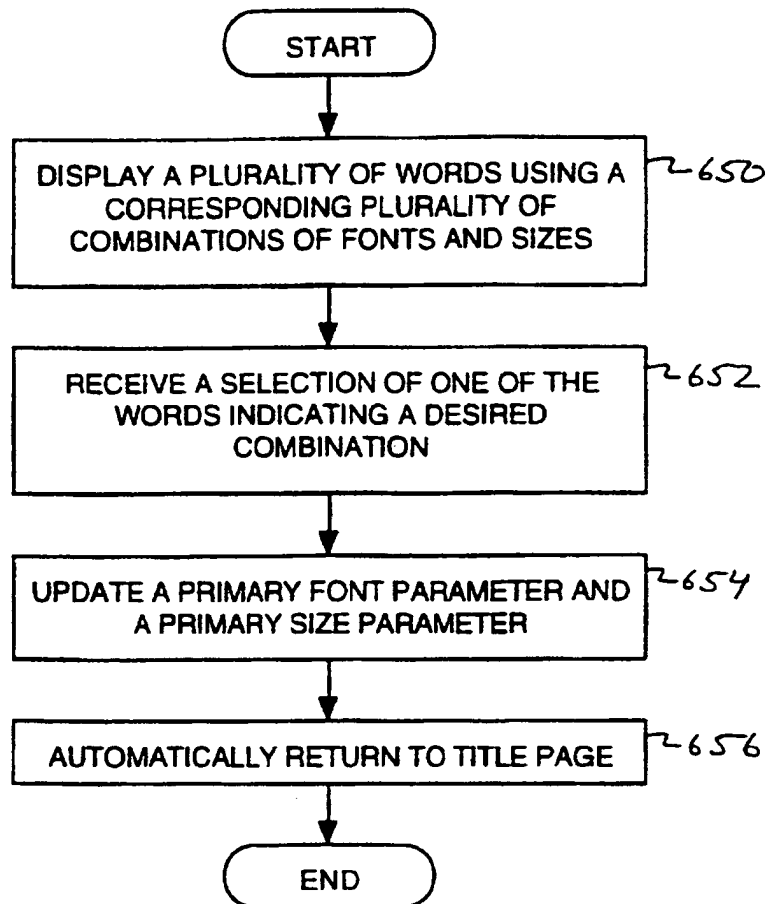 START
DISPLAY A PLURALITY OF WORDS USING A 650
CORRESPONDING PLURALITY OF
COMBINATIONS OF FONTS AND SIZES
RECEIVE A SELECTION OF ONE OF THE 652
WORDS INDICATING A DESIRED
COMBINATION
UPDATE A PRIMARY FONT PARAMETER AND 654
A PRIMARY SIZE PARAMETER
AUTOMATICALLY RETURN TO TITLE PAGE 656
END